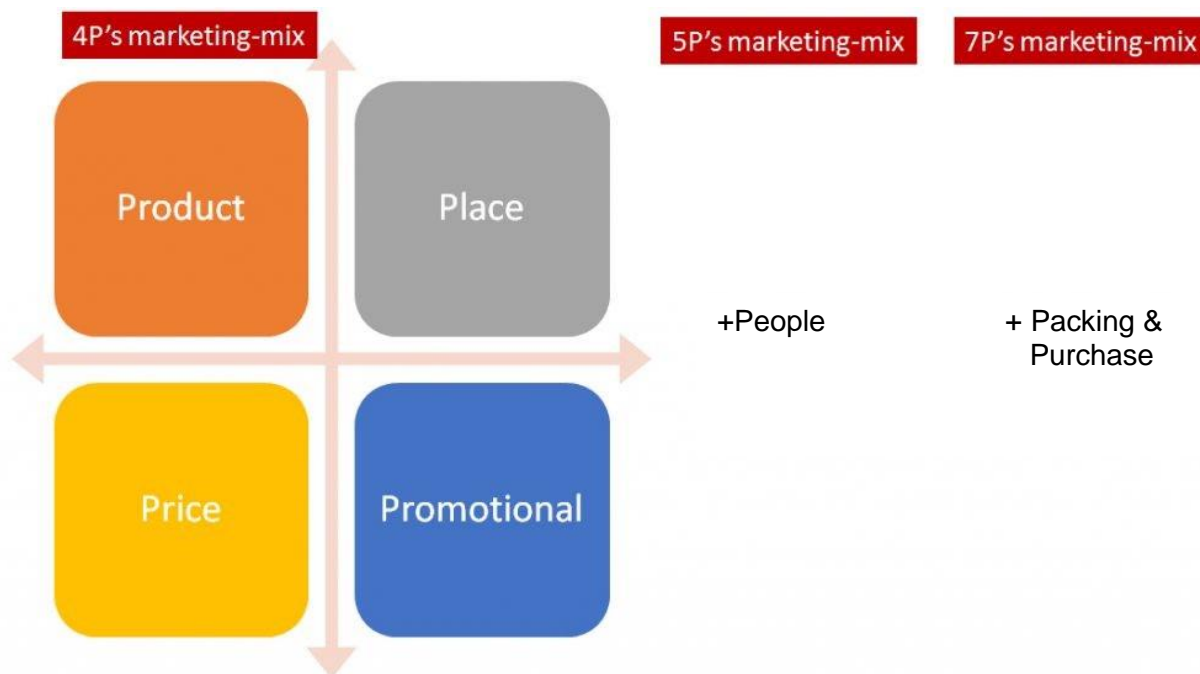 4P's marketing-mix
5P's marketing-mix
7P's marketing-mix
Product
Place
+People
+ Packing &
Purchase
Price
Promotional